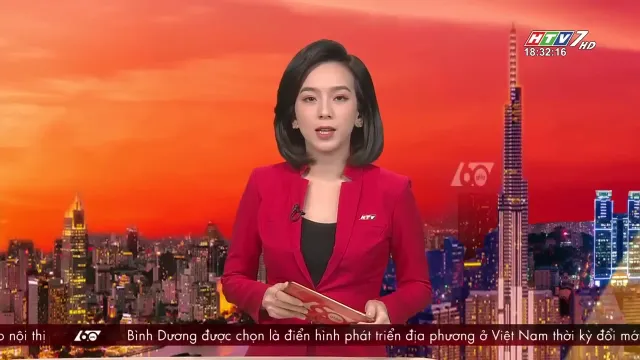 HTV7 HD
18:32:16
60
HTV
o nội thị 60 Bình Dương được chọn là điển hình phát triển địa phương ở Việt Nam thời kỳ đổi mớ